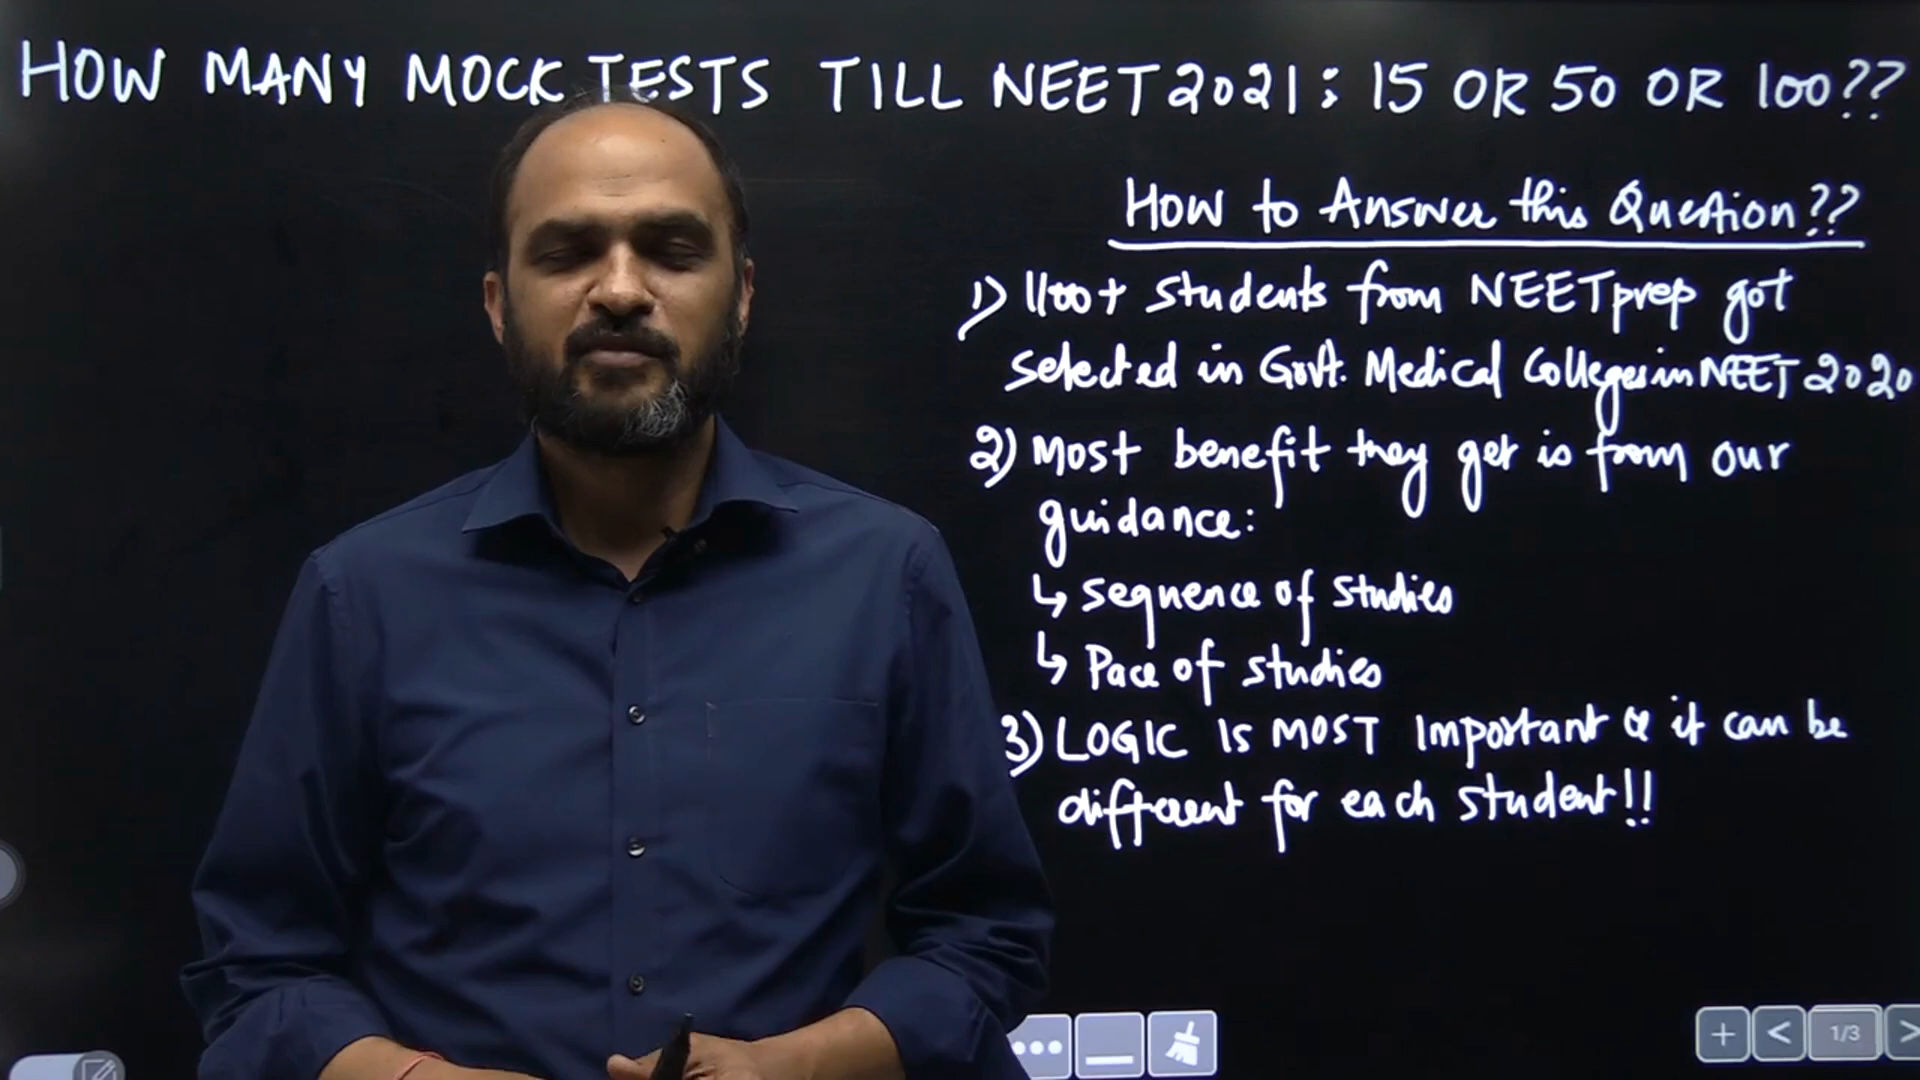 HOW MANY MOCK TESTS TILL NEET 2021: 15 OR 50 OR 100??
How to Answer this Question??
1) 1100+ students from NEETprep got
selected in Govt. Medical Colleges in NEET 2020
2) Most benefit they get is from our
guidance:
↳ sequence of studies
↳ Pace of studies
3) LOGIC IS MOST Important & it can be
different for each student!!
1/3